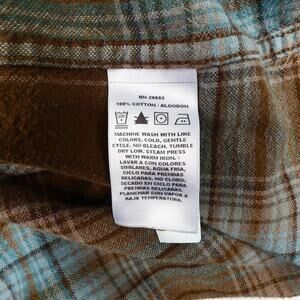 100% COTTON / ALGODÓN
MACHINE WASH WITH LIKE
COLORS, COLD, GENTLE
CYCLE. NO BLEACH. TUMBLE
DRY LOW. STEAM PRESS
WITH WARM IRON.
LAVAR A CON COLORES
SIMILARES, AGUA FRIA,
CICLO PARA PRENDAS
DELICADAS. NO CLORO.
SECADO EN CICLO PARA
PRENDAS DELICADAS.
PLANCHAR CON VAPOR A
BAJA TEMPERATURA.